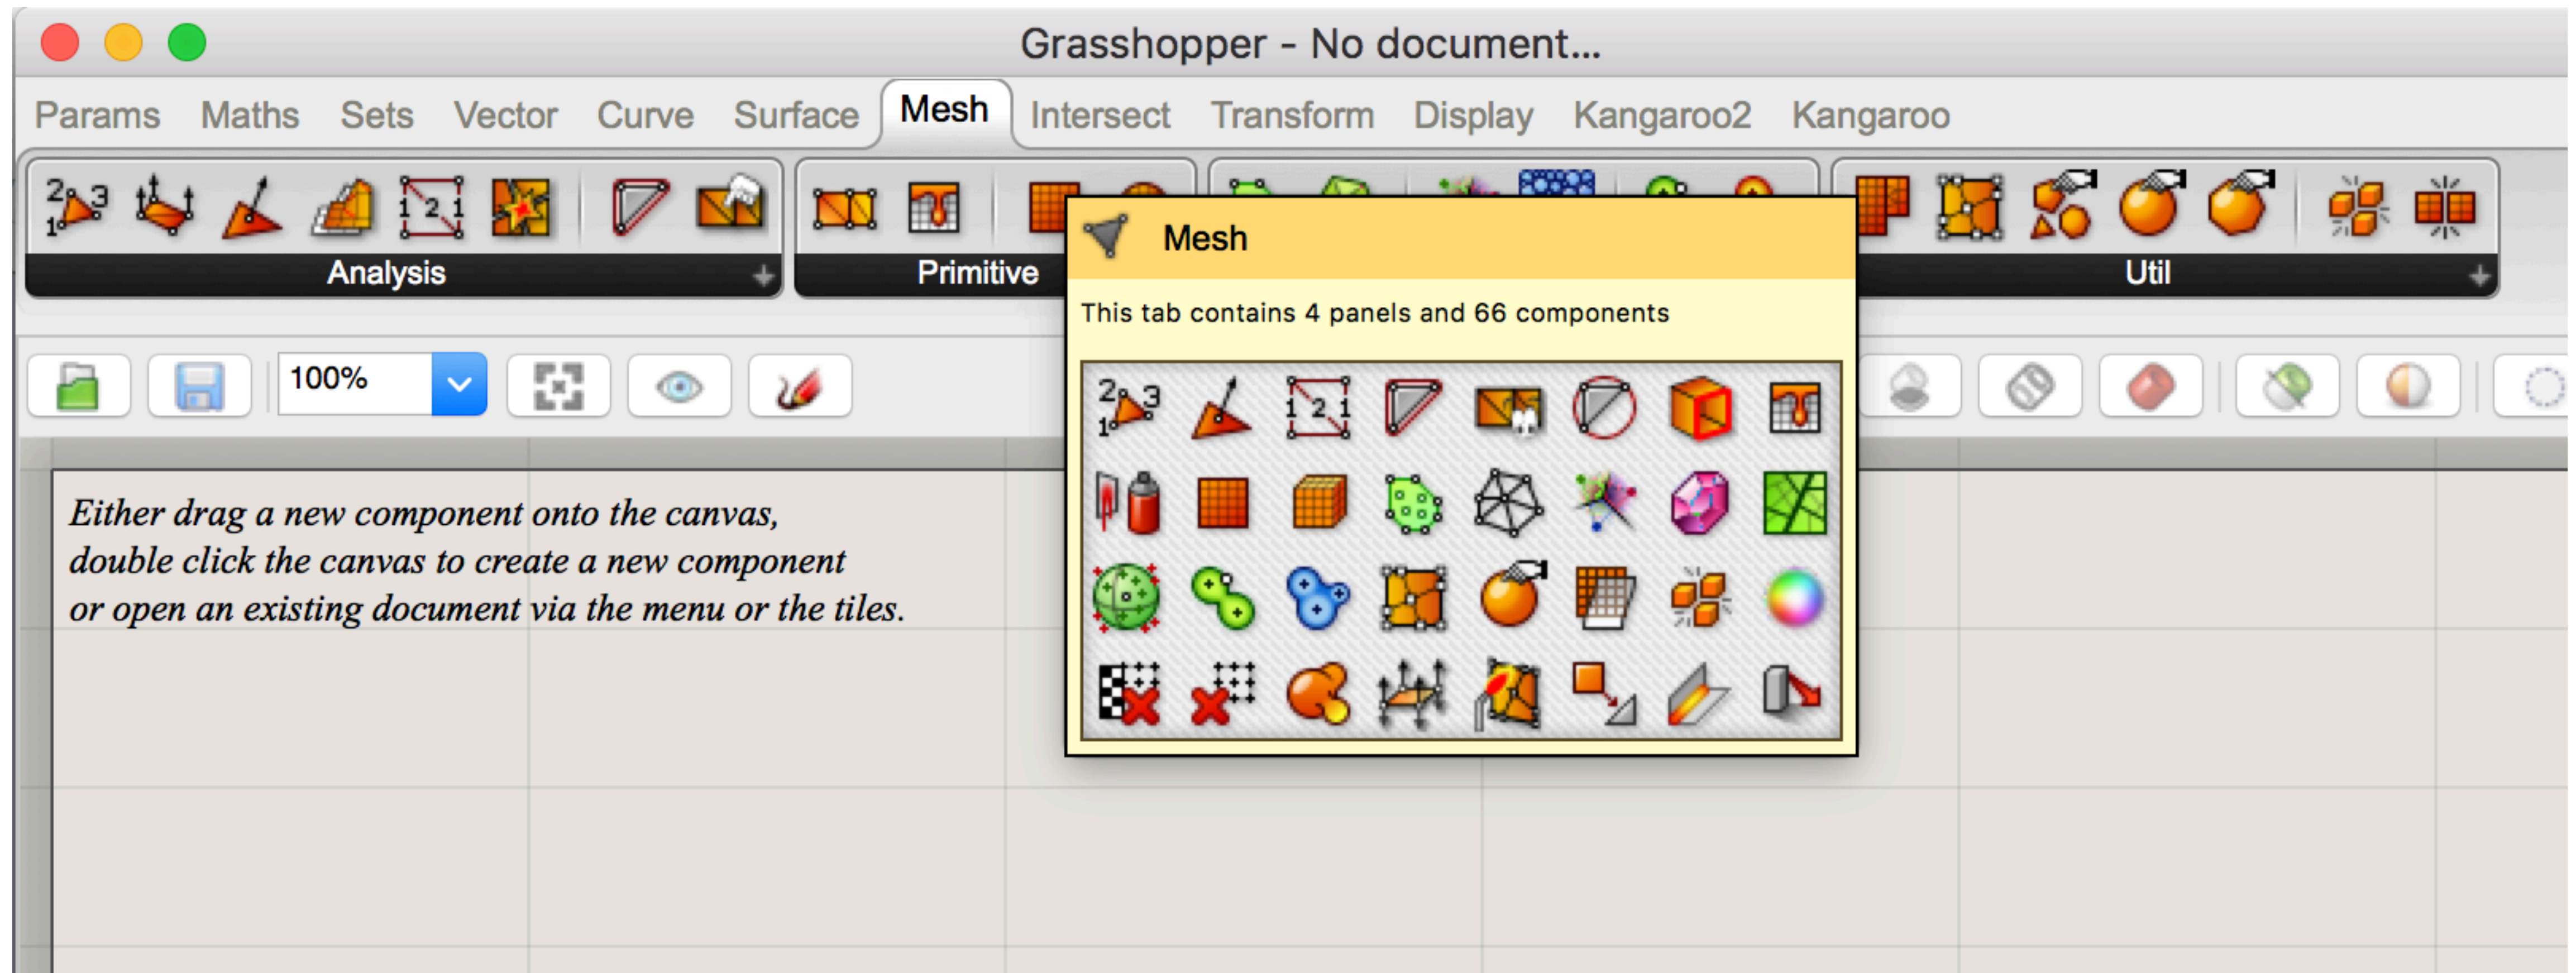 Grasshopper - No document...
Params Maths Sets Vector Curve Surface Mesh Intersect Transform Display Kangaroo2 Kangaroo
Analysis Primitive Util
Mesh
This tab contains 4 panels and 66 components
100%
Either drag a new component onto the canvas,
double click the canvas to create a new component
or open an existing document via the menu or the tiles.